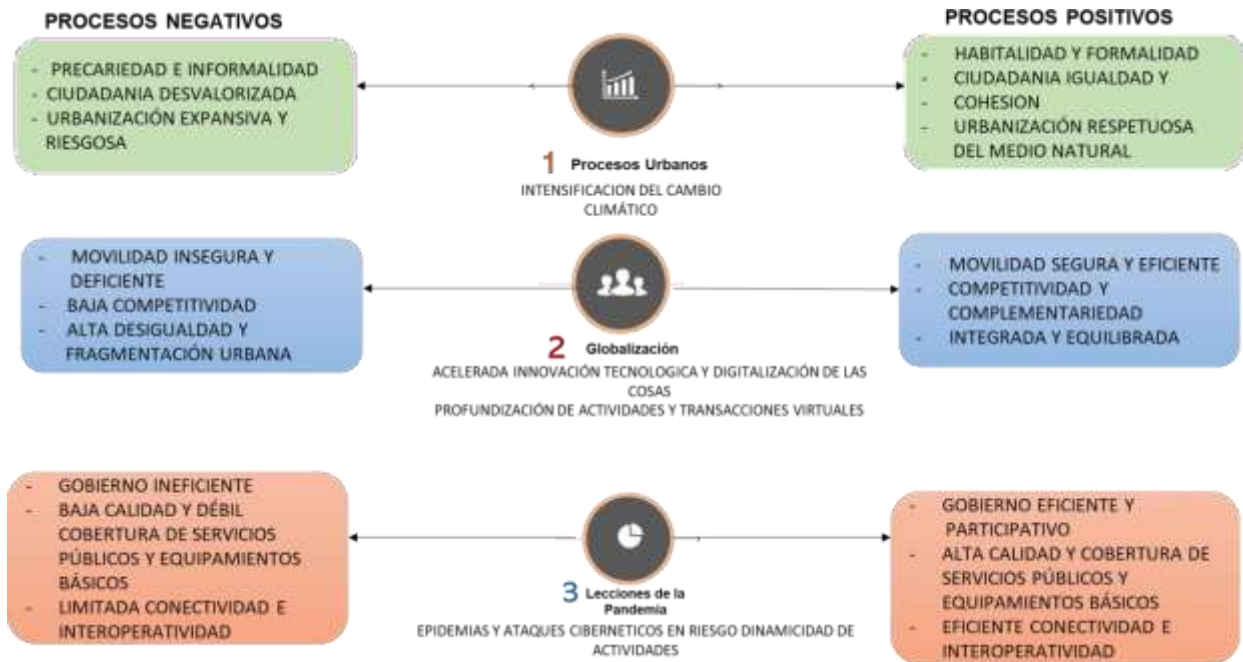 PROCESOS NEGATIVOS
- PRECARIEDAD E INFORMALIDAD
- CIUDADANIA DESVALORIZADA
- URBANIZACIÓN EXPANSIVA Y
RIESGOSA
PROCESOS POSITIVOS
- HABITALIDAD Y FORMALIDAD
- CIUDADANIA IGUALDAD Y
- COHESION
- URBANIZACIÓN RESPETUOSA
DEL MEDIO NATURAL
1 Procesos Urbanos
INTENSIFICACION DEL CAMBIO
CLIMÁTICO
- MOVILIDAD INSEGURA Y
DEFICIENTE
- BAJA COMPETITIVIDAD
- ALTA DESIGUALDAD Y
FRAGMENTACIÓN URBANA
- MOVILIDAD SEGURA Y EFICIENTE
- COMPETITIVIDAD Y
COMPLEMENTARIEDAD
- INTEGRADA Y EQUILIBRADA
2 Globalización
ACELERADA INNOVACIÓN TECNOLOGICA Y DIGITALIZACIÓN DE LAS
COSAS
PROFUNDIZACIÓN DE ACTIVIDADES Y TRANSACCIONES VIRTUALES
- GOBIERNO INEFICIENTE
- BAJA CALIDAD Y DÉBIL
COBERTURA DE SERVICIOS
PÚBLICOS Y EQUIPAMIENTOS
BÁSICOS
- LIMITADA CONECTIVIDAD E
INTEROPERATIVIDAD
- GOBIERNO EFICIENTE Y
PARTICIPATIVO
- ALTA CALIDAD Y COBERTURA DE
SERVICIOS PÚBLICOS Y
EQUIPAMIENTOS BÁSICOS
- EFICIENTE CONECTIVIDAD E
INTEROPERATIVIDAD
3 Lecciones de la
Pandemia
EPIDEMIAS Y ATAQUES CIBERNETICOS EN RIESGO DINAMICIDAD DE
ACTIVIDADES